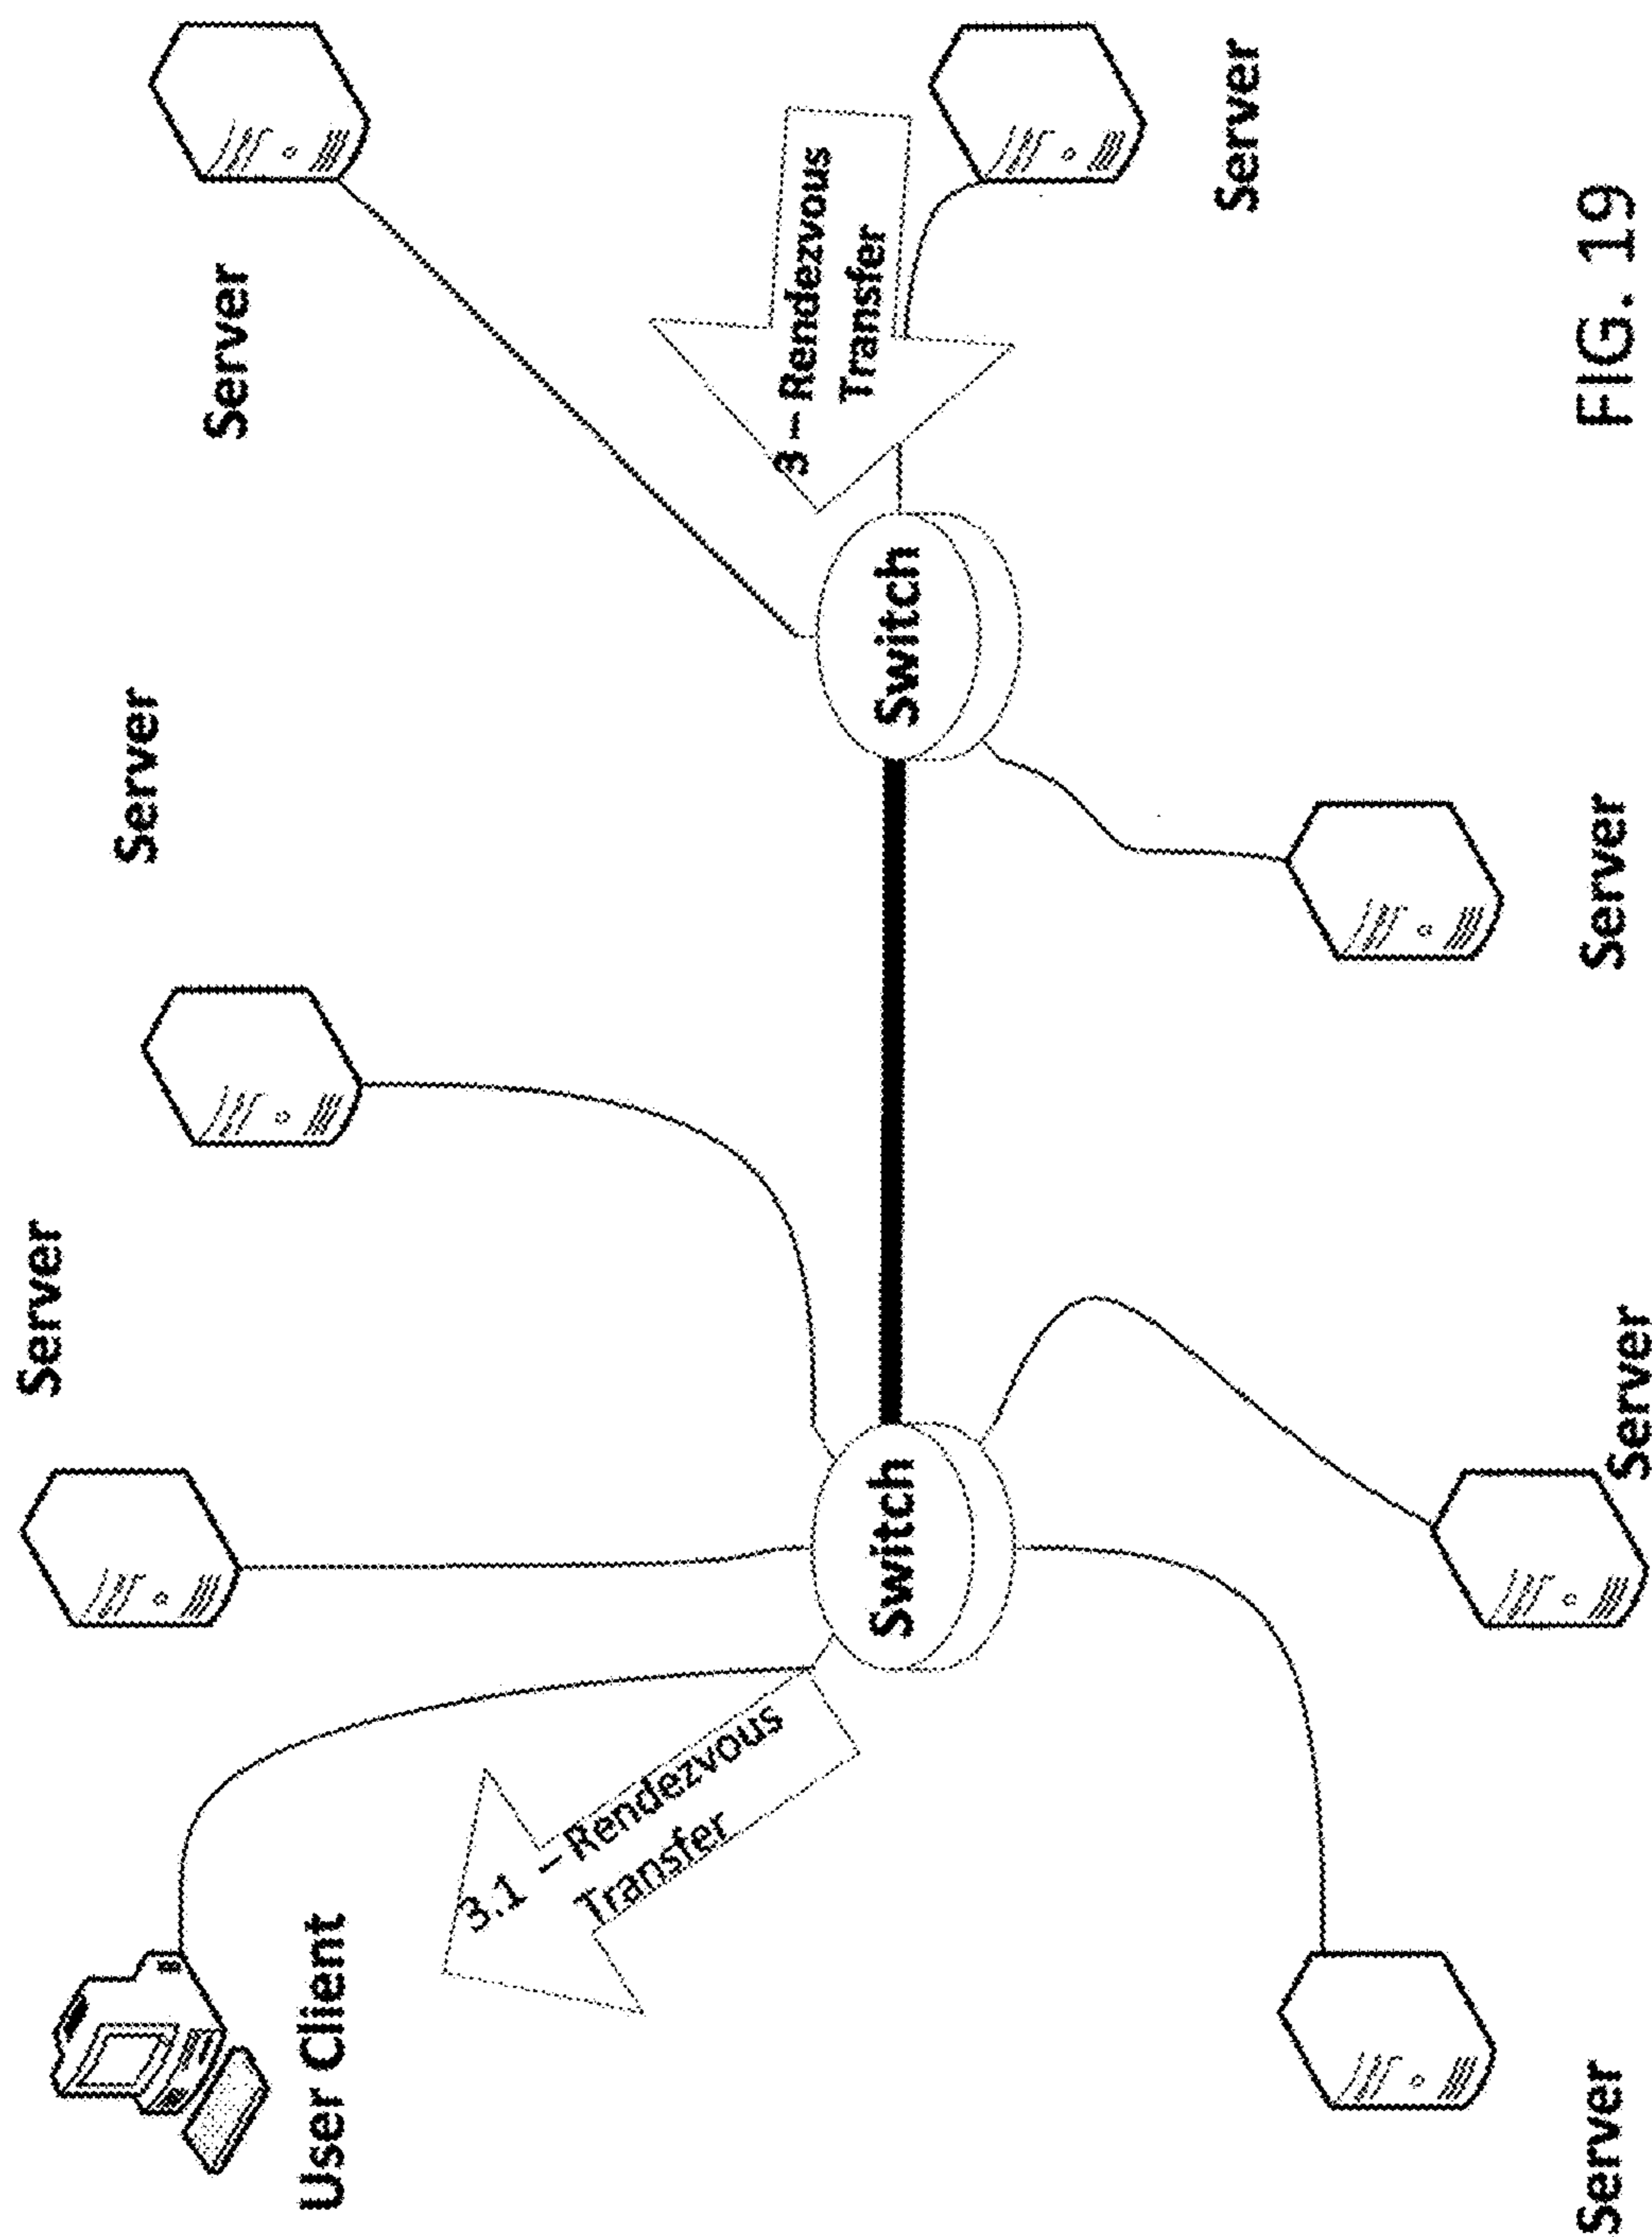 Server
Server
Server
User Client
3.1 – Rendezvous
Transfer
3 – Rendezvous
Transfer
Switch
Switch
Server
Server
Server
Server
FIG. 19